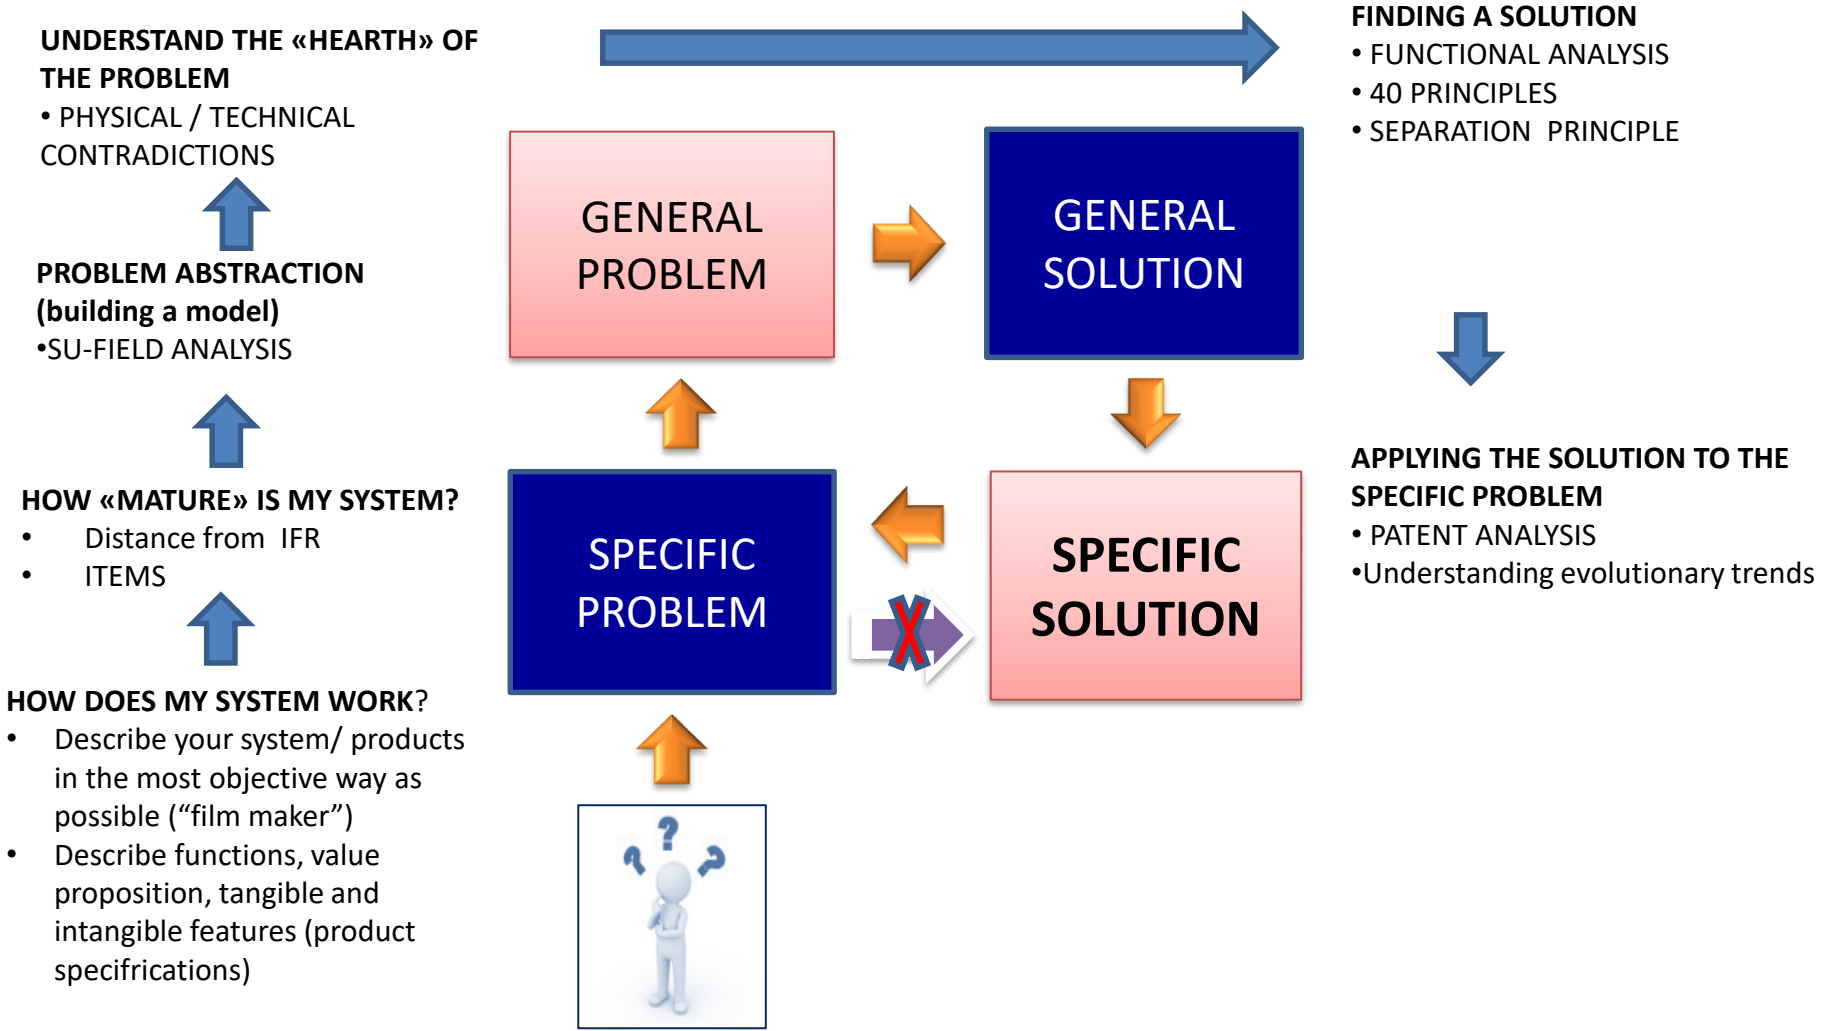 UNDERSTAND THE «HEARTH» OF
THE PROBLEM
• PHYSICAL / TECHNICAL
CONTRADICTIONS
PROBLEM ABSTRACTION
(building a model)
•SU-FIELD ANALYSIS
HOW «MATURE» IS MY SYSTEM?
• Distance from IFR
• ITEMS
HOW DOES MY SYSTEM WORK?
• Describe your system/ products
in the most objective way as
possible (“film maker”)
• Describe functions, value
proposition, tangible and
intangible features (product
specifrications)
GENERAL
PROBLEM
GENERAL
SOLUTION
SPECIFIC
PROBLEM
X
SPECIFIC
SOLUTION
? ? ?
FINDING A SOLUTION
• FUNCTIONAL ANALYSIS
• 40 PRINCIPLES
• SEPARATION PRINCIPLE
APPLYING THE SOLUTION TO THE
SPECIFIC PROBLEM
• PATENT ANALYSIS
•Understanding evolutionary trends